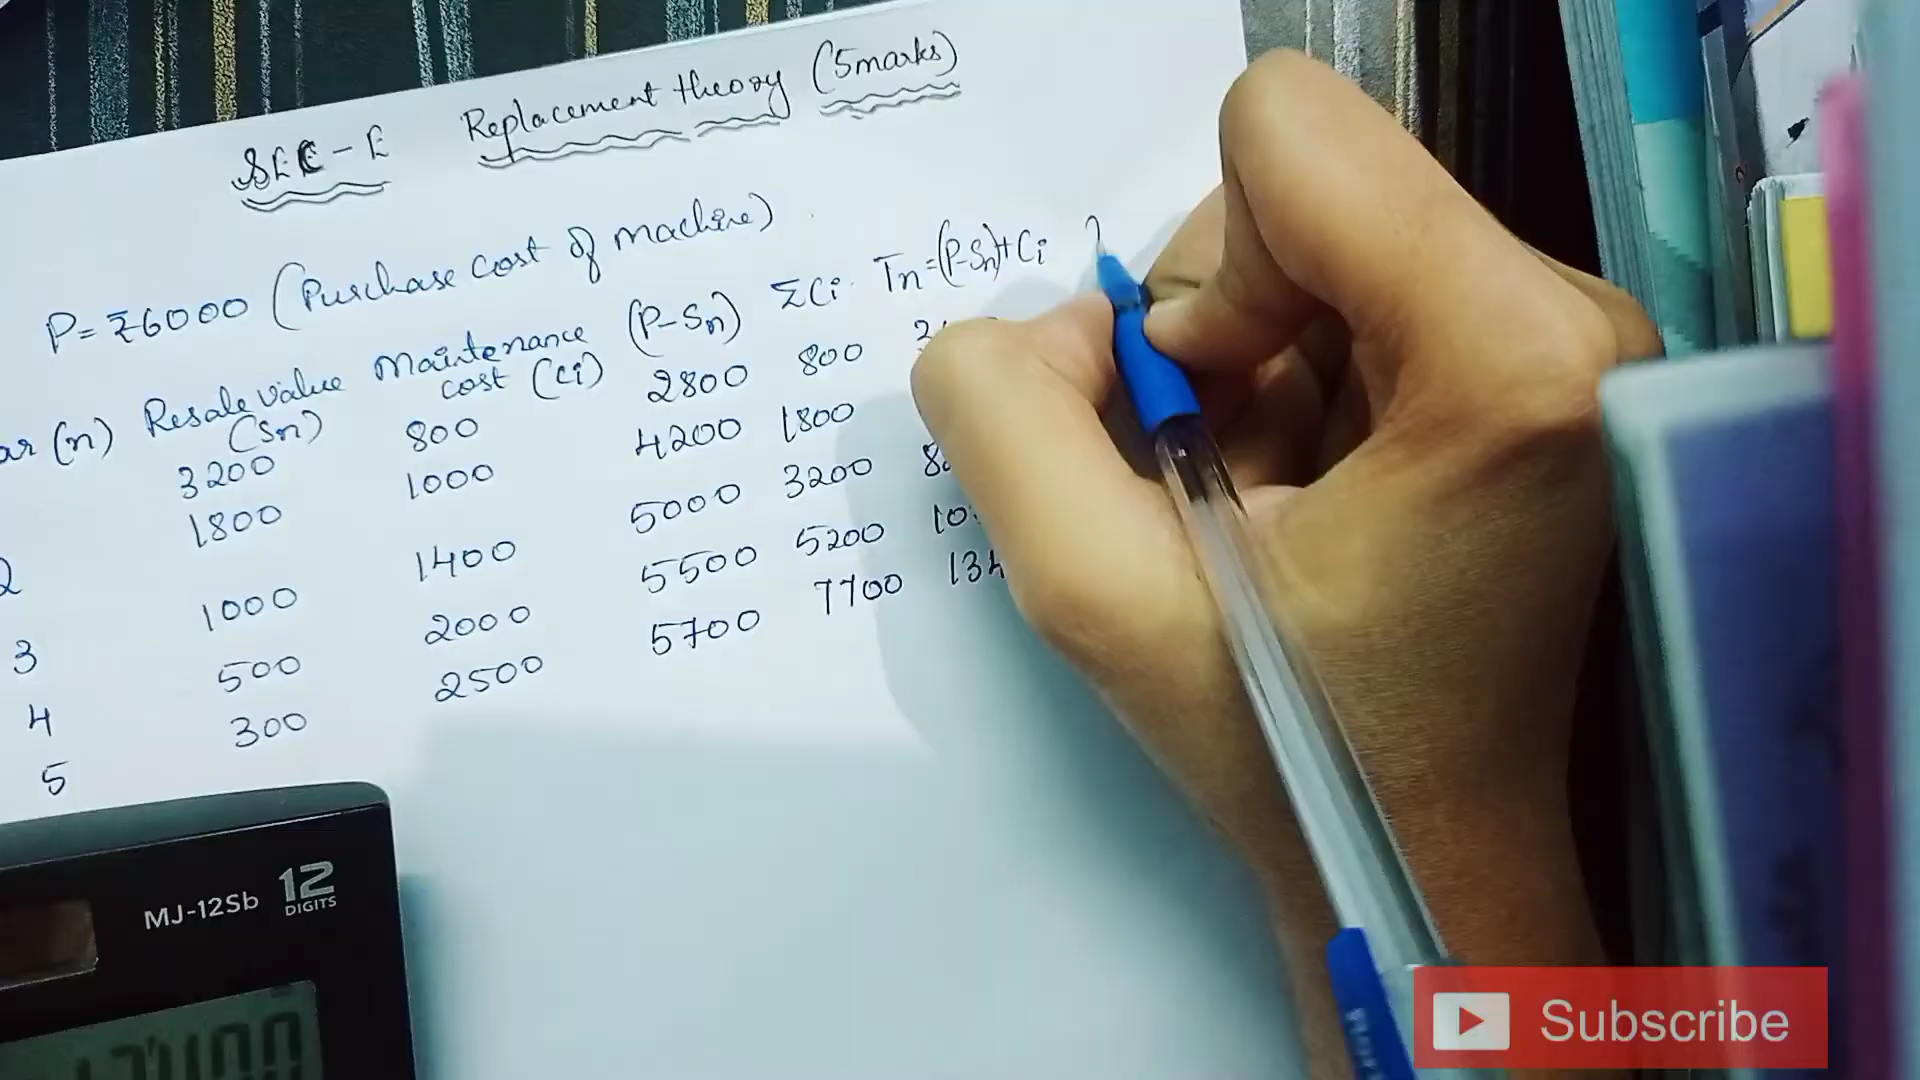 SEC-E Replacement theory (5marks)
P=₹6000 (Purchase cost of machine)
(n) Resale value (Sn) Maintenance cost (Ci) (P-Sn) ΣCi Tn=(P-Sn)+Ci
3200 800 2800 800
2 1800 1000 4200 1800
3 1000 1400 5000 3200
4 500 2000 5500 5200
5 300 2500 5700 7700
MJ-12Sb 12 DIGITS
Subscribe